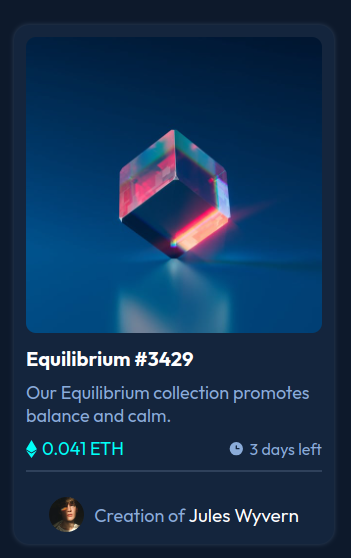 Equilibrium #3429
Our Equilibrium collection promotes
balance and calm.
0.041 ETH 3 days left
Creation of Jules Wyvern